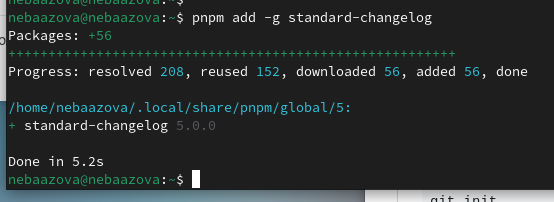 nebaazova@nebaazova:~$
nebaazova@nebaazova:~$ pnpm add -g standard-changelog
Packages: +56
++++++++++++++++++++++++++++++++++++++++++++++++++++++++
Progress: resolved 208, reused 152, downloaded 56, added 56, done
/home/nebaazova/.local/share/pnpm/global/5:
+ standard-changelog 5.0.0
Done in 5.2s
nebaazova@nebaazova:~$
git init